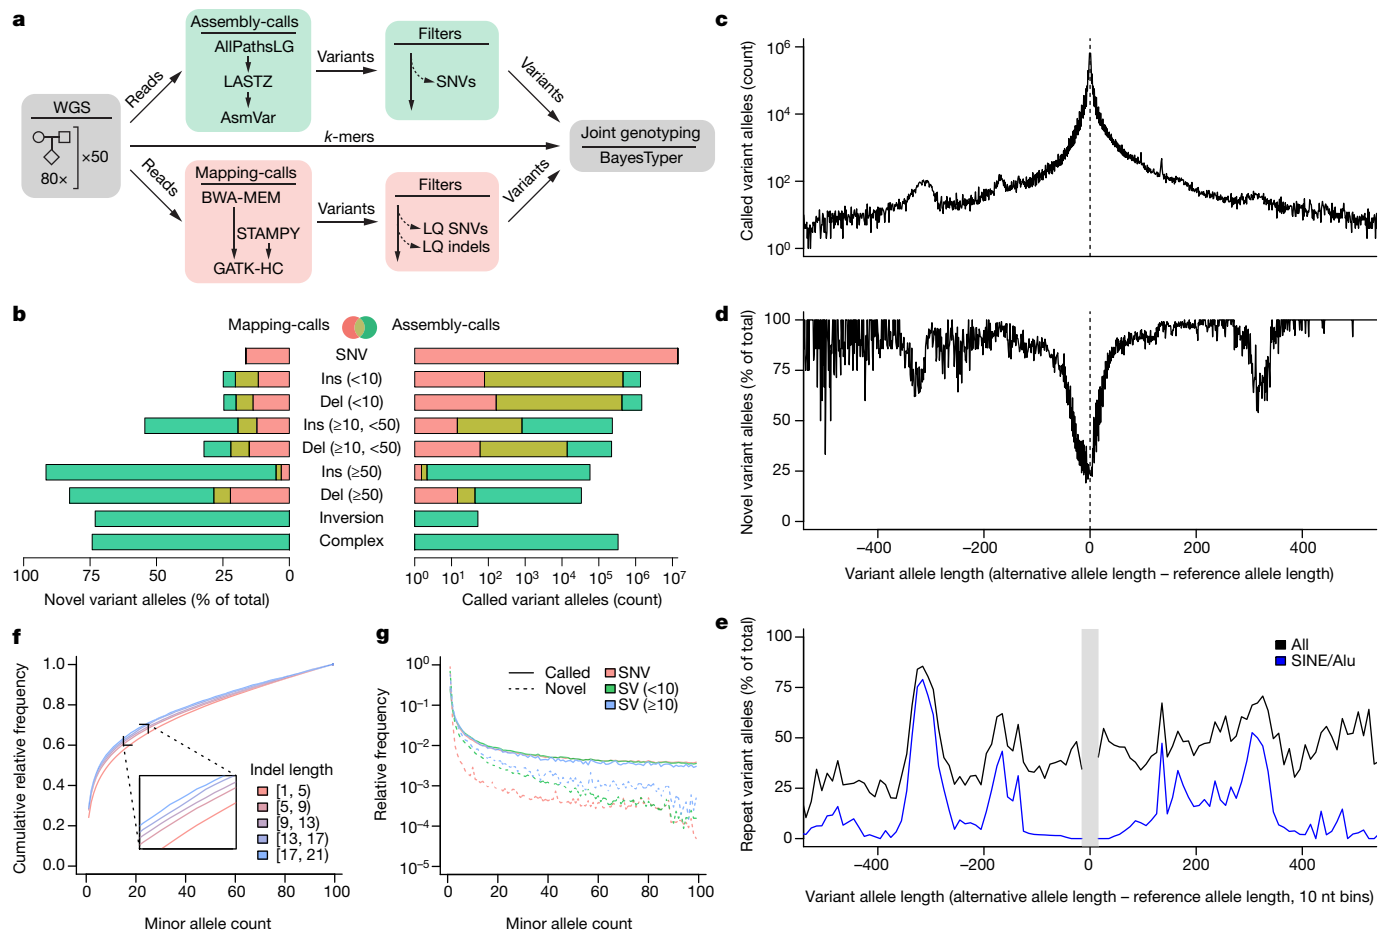 a
WGS
80×
×50
Reads
Reads
Assembly-calls
AllPathsLG
LASTZ
AsmVar
Variants
Filters
SNVs
Variants
k-mers
Mapping-calls
BWA-MEM
STAMPY
GATK-HC
Variants
Filters
LQ SNVs
LQ indels
Variants
Joint genotyping
BayesTyper
b
Mapping-calls
Assembly-calls
SNV
Ins (<10)
Del (<10)
Ins (≥10, <50)
Del (≥10, <50)
Ins (≥50)
Del (≥50)
Inversion
Complex
100 75 50 25 0
Novel variant alleles (% of total)
10⁰ 10¹ 10² 10³ 10⁴ 10⁵ 10⁶ 10⁷
Called variant alleles (count)
c
Called variant alleles (count)
10⁶
10⁴
10²
10⁰
d
Novel variant alleles (% of total)
100
75
50
25
0
−400 −200 0 200 400
Variant allele length (alternative allele length – reference allele length)
e
Repeat variant alleles (% of total)
100
75
50
25
0
All
SINE/Alu
−400 −200 0 200 400
Variant allele length (alternative allele length – reference allele length, 10 nt bins)
f
Cumulative relative frequency
1.0
0.8
0.6
0.4
0.2
0.0
Indel length
[1, 5)
[5, 9)
[9, 13)
[13, 17)
[17, 21)
0 20 40 60 80 100
Minor allele count
g
Relative frequency
10⁰
10⁻¹
10⁻²
10⁻³
10⁻⁴
10⁻⁵
Called
Novel
SNV
SV (<10)
SV (≥10)
0 20 40 60 80 100
Minor allele count